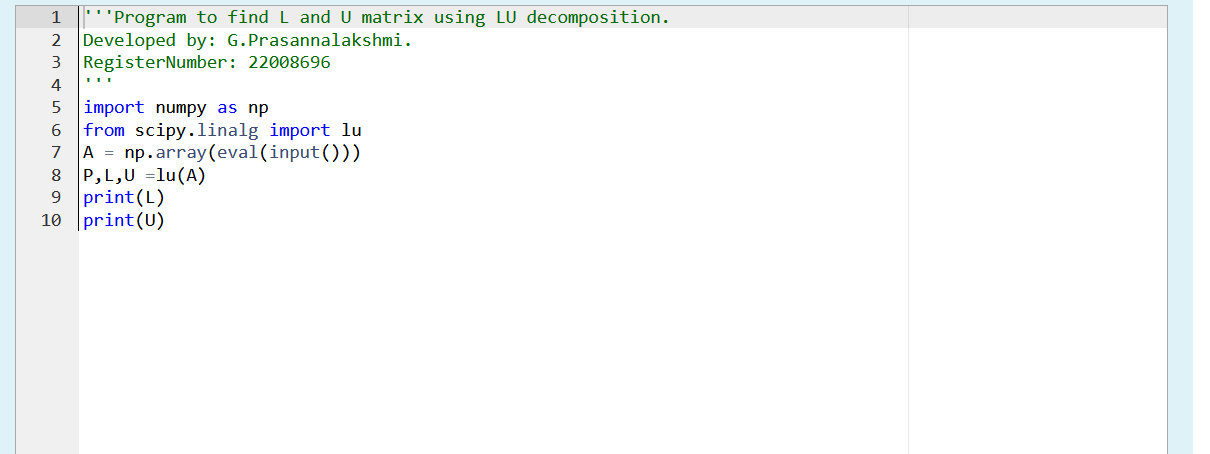 1 '''Program to find L and U matrix using LU decomposition.
2 Developed by: G.Prasannalakshmi.
3 RegisterNumber: 22008696
4 '''
5 import numpy as np
6 from scipy.linalg import lu
7 A = np.array(eval(input()))
8 P,L,U =lu(A)
9 print(L)
10 print(U)